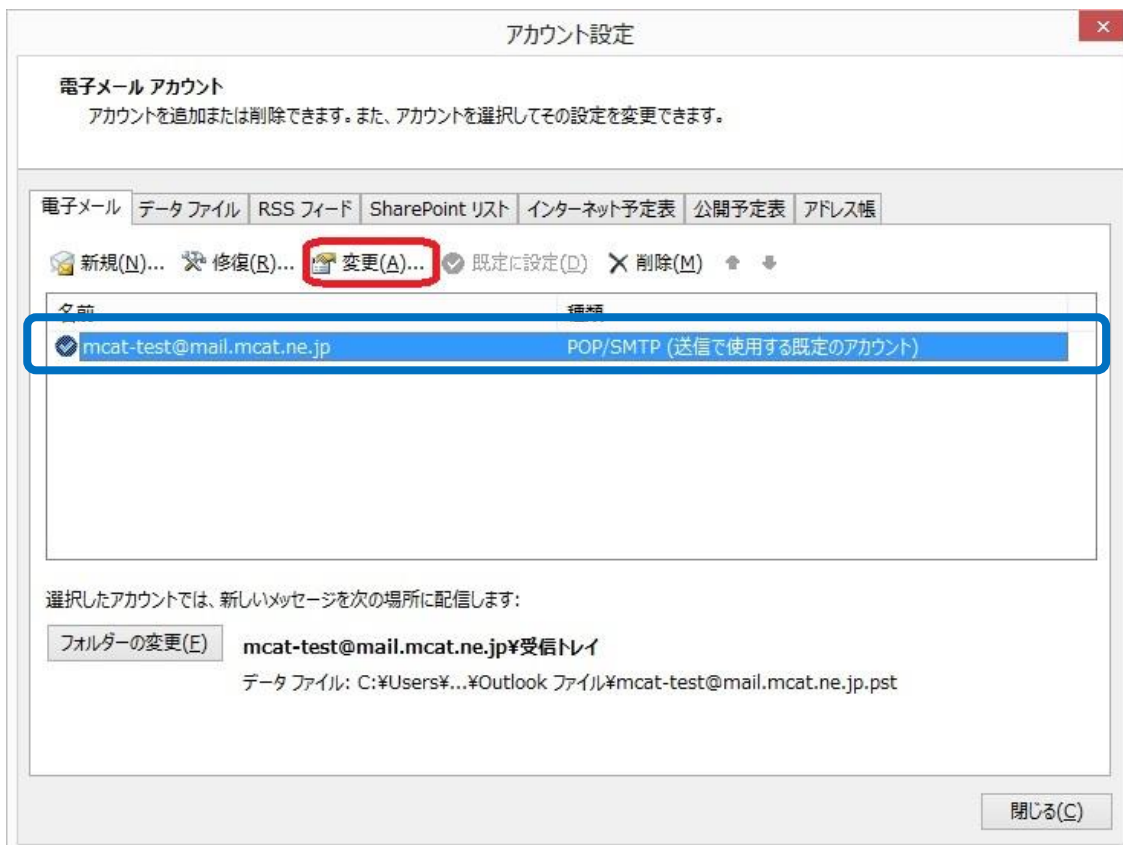 アカウント設定
電子メール アカウント
アカウントを追加または削除できます。また、アカウントを選択してその設定を変更できます。
電子メール データ ファイル RSS フィード SharePoint リスト インターネット予定表 公開予定表 アドレス帳
新規(N)... 修復(R)... 変更(A)... 既定に設定(D) 削除(M)
名前 種類
mcat-test@mail.mcat.ne.jp POP/SMTP (送信で使用する既定のアカウント)
選択したアカウントでは、新しいメッセージを次の場所に配信します:
フォルダーの変更(F) mcat-test@mail.mcat.ne.jp¥受信トレイ
データ ファイル: C:¥Users¥...¥Outlook ファイル¥mcat-test@mail.mcat.ne.jp.pst
閉じる(C)